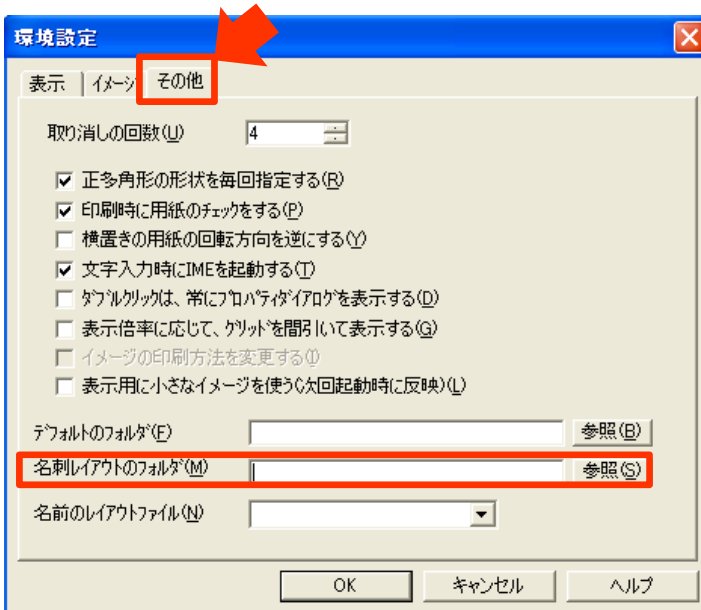 環境設定
表示 イメージ その他
取り消しの回数(U) 4
正多角形の形状を毎回指定する(R)
印刷時に用紙のチェックをする(P)
横置きの用紙の回転方向を逆にする(Y)
文字入力時にIMEを起動する(T)
ダブルクリックは、常にプロパティダイアログを表示する(D)
表示倍率に応じて、グリッドを間引いて表示する(G)
イメージの印刷方法を変更する(I)
表示用に小さなイメージを使う(次回起動時に反映)(L)
デフォルトのフォルダ(F) 参照(B)
名刺レイアウトのフォルダ(M) 参照(S)
名前のレイアウトファイル(N)
OK キャンセル ヘルプ